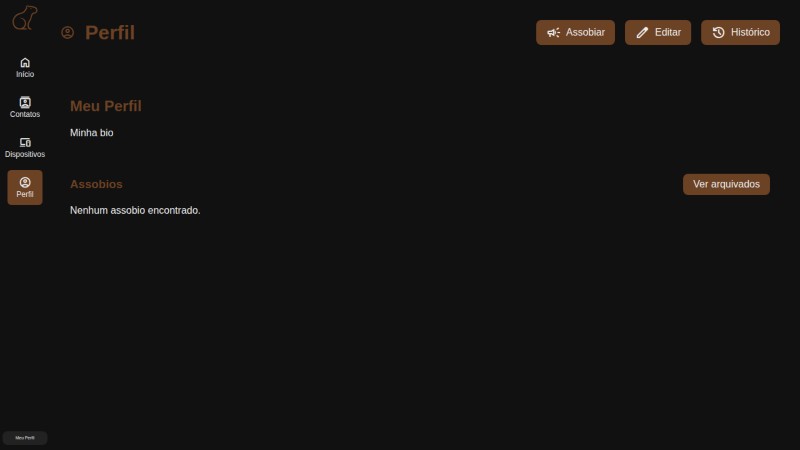 Perfil
Assobiar
Editar
Histórico
Início
Contatos
Dispositivos
Perfil
Meu Perfil
Minha bio
Assobios
Ver arquivados
Nenhum assobio encontrado.
Meu Perfil